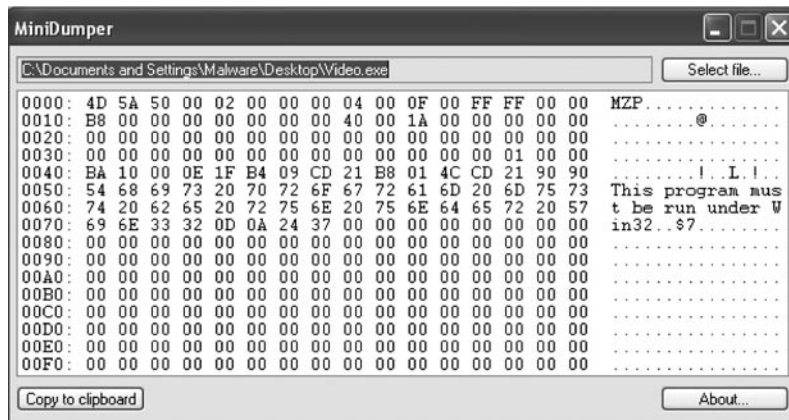 MiniDumper
C:\Documents and Settings\Malware\Desktop\Video.exe
Select file...
0000: 4D 5A 50 00 02 00 00 00 04 00 0F 00 FF FF 00 00 MZP.............
0010: B8 00 00 00 00 00 00 00 40 00 1A 00 00 00 00 00 ........@.......
0020: 00 00 00 00 00 00 00 00 00 00 00 00 00 00 00 00 ................
0030: 00 00 00 00 00 00 00 00 00 00 00 00 00 01 00 00 ................
0040: BA 10 00 0E 1F B4 09 CD 21 B8 01 4C CD 21 90 90 ........!..L.!..
0050: 54 68 69 73 20 70 72 6F 67 72 61 6D 20 6D 75 73 This program mus
0060: 74 20 62 65 20 72 75 6E 20 75 6E 64 65 72 20 57 t be run under W
0070: 69 6E 33 32 0D 0A 24 37 00 00 00 00 00 00 00 00 in32..$7........
0080: 00 00 00 00 00 00 00 00 00 00 00 00 00 00 00 00 ................
0090: 00 00 00 00 00 00 00 00 00 00 00 00 00 00 00 00 ................
00A0: 00 00 00 00 00 00 00 00 00 00 00 00 00 00 00 00 ................
00B0: 00 00 00 00 00 00 00 00 00 00 00 00 00 00 00 00 ................
00C0: 00 00 00 00 00 00 00 00 00 00 00 00 00 00 00 00 ................
00D0: 00 00 00 00 00 00 00 00 00 00 00 00 00 00 00 00 ................
00E0: 00 00 00 00 00 00 00 00 00 00 00 00 00 00 00 00 ................
00F0: 00 00 00 00 00 00 00 00 00 00 00 00 00 00 00 00 ................
Copy to clipboard
About...